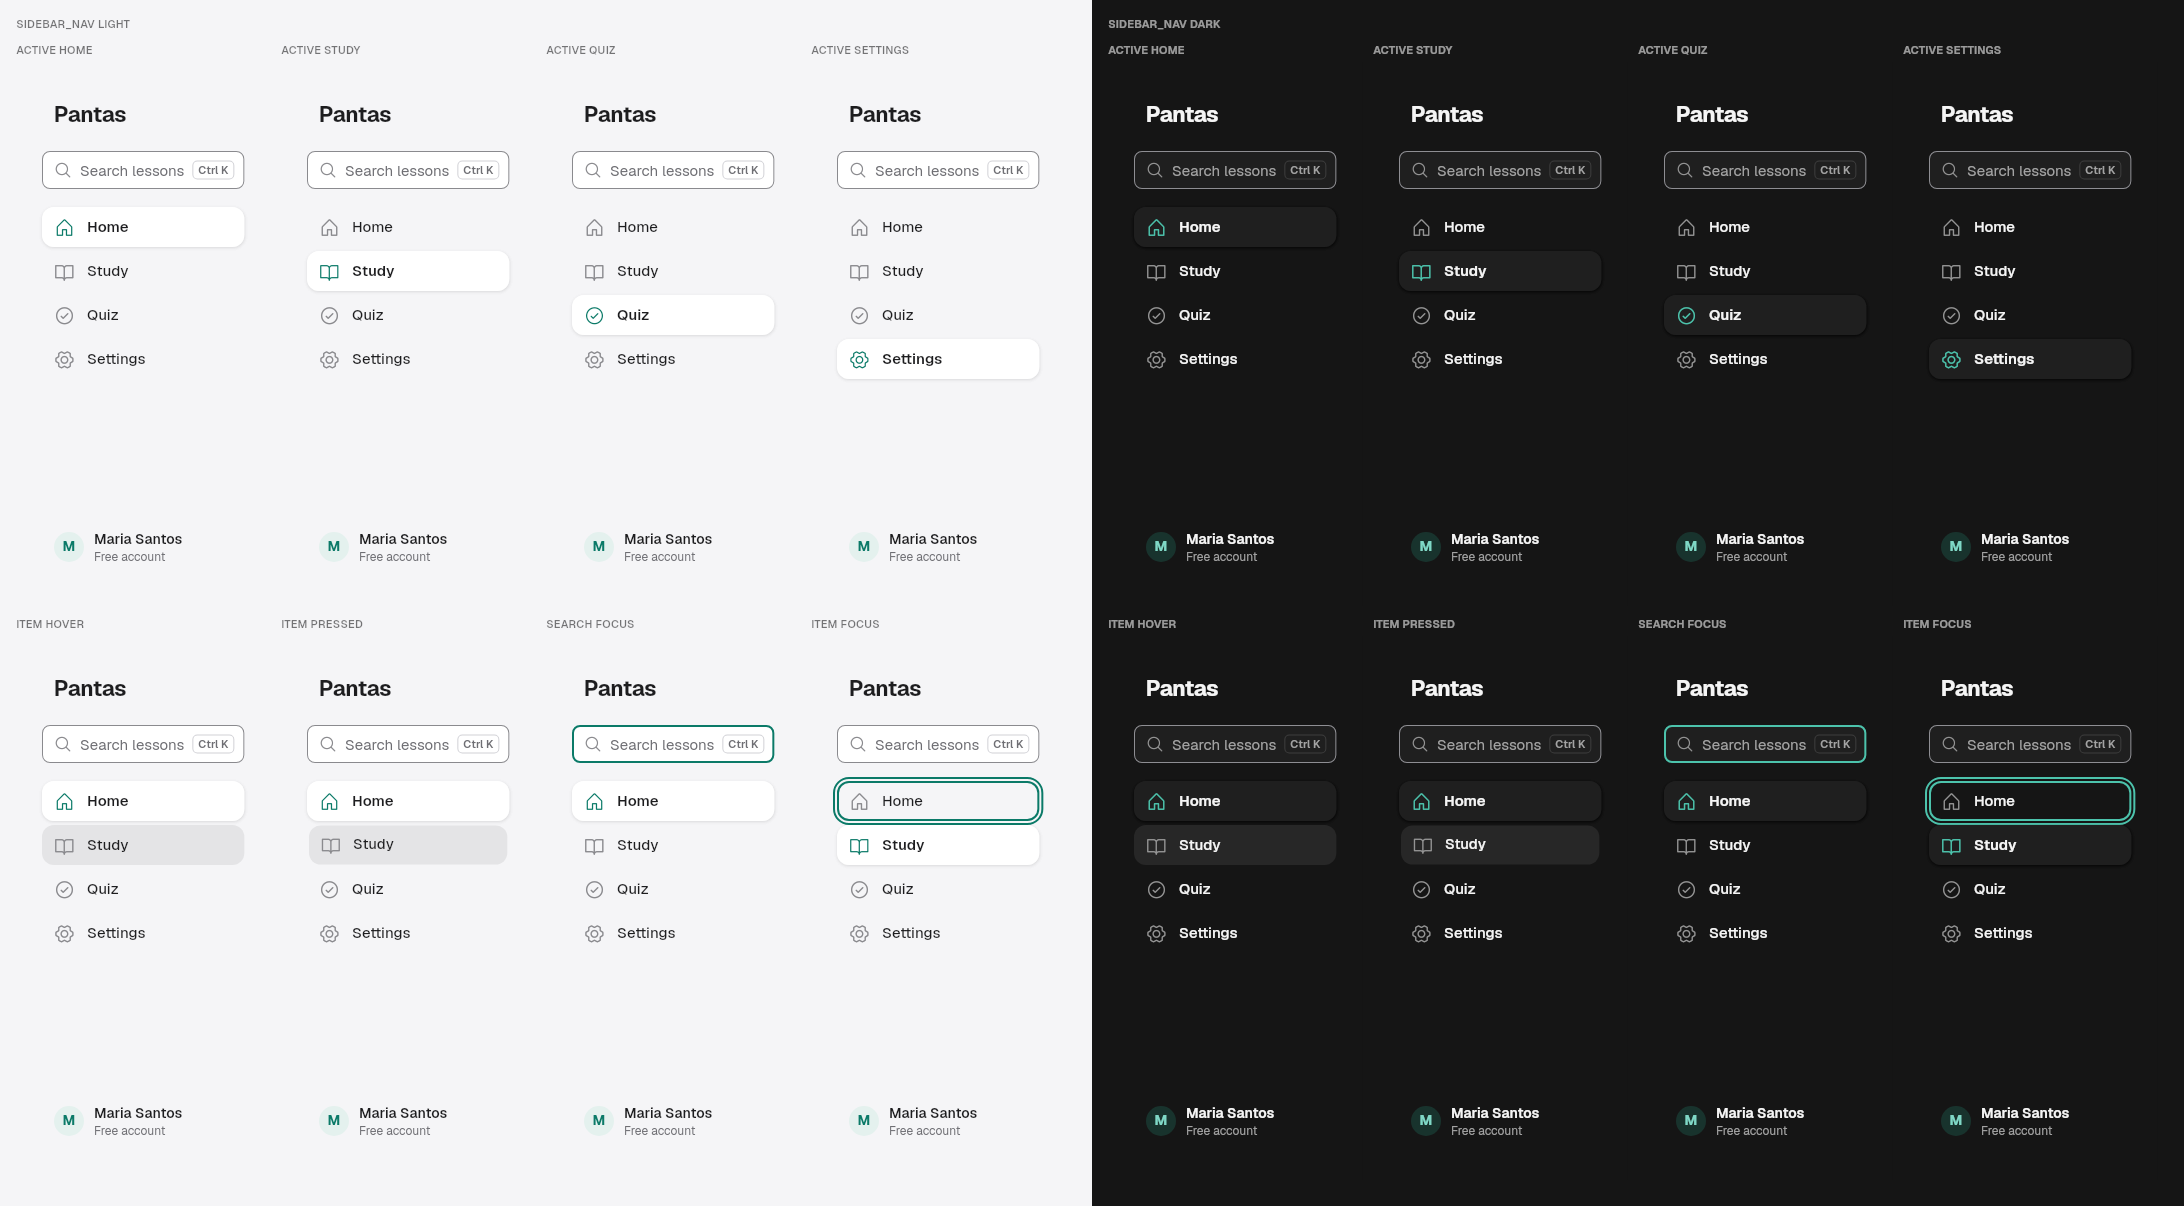 SIDEBAR_NAV LIGHT
ACTIVE HOME
Pantas
Search lessons Ctrl K
Home
Study
Quiz
Settings
M Maria Santos
Free account
ACTIVE STUDY
Pantas
Search lessons Ctrl K
Home
Study
Quiz
Settings
M Maria Santos
Free account
ACTIVE QUIZ
Pantas
Search lessons Ctrl K
Home
Study
Quiz
Settings
M Maria Santos
Free account
ACTIVE SETTINGS
Pantas
Search lessons Ctrl K
Home
Study
Quiz
Settings
M Maria Santos
Free account
ITEM HOVER
Pantas
Search lessons Ctrl K
Home
Study
Quiz
Settings
M Maria Santos
Free account
ITEM PRESSED
Pantas
Search lessons Ctrl K
Home
Study
Quiz
Settings
M Maria Santos
Free account
SEARCH FOCUS
Pantas
Search lessons Ctrl K
Home
Study
Quiz
Settings
M Maria Santos
Free account
ITEM FOCUS
Pantas
Search lessons Ctrl K
Home
Study
Quiz
Settings
M Maria Santos
Free account
SIDEBAR_NAV DARK
ACTIVE HOME
Pantas
Search lessons Ctrl K
Home
Study
Quiz
Settings
M Maria Santos
Free account
ACTIVE STUDY
Pantas
Search lessons Ctrl K
Home
Study
Quiz
Settings
M Maria Santos
Free account
ACTIVE QUIZ
Pantas
Search lessons Ctrl K
Home
Study
Quiz
Settings
M Maria Santos
Free account
ACTIVE SETTINGS
Pantas
Search lessons Ctrl K
Home
Study
Quiz
Settings
M Maria Santos
Free account
ITEM HOVER
Pantas
Search lessons Ctrl K
Home
Study
Quiz
Settings
M Maria Santos
Free account
ITEM PRESSED
Pantas
Search lessons Ctrl K
Home
Study
Quiz
Settings
M Maria Santos
Free account
SEARCH FOCUS
Pantas
Search lessons Ctrl K
Home
Study
Quiz
Settings
M Maria Santos
Free account
ITEM FOCUS
Pantas
Search lessons Ctrl K
Home
Study
Quiz
Settings
M Maria Santos
Free account